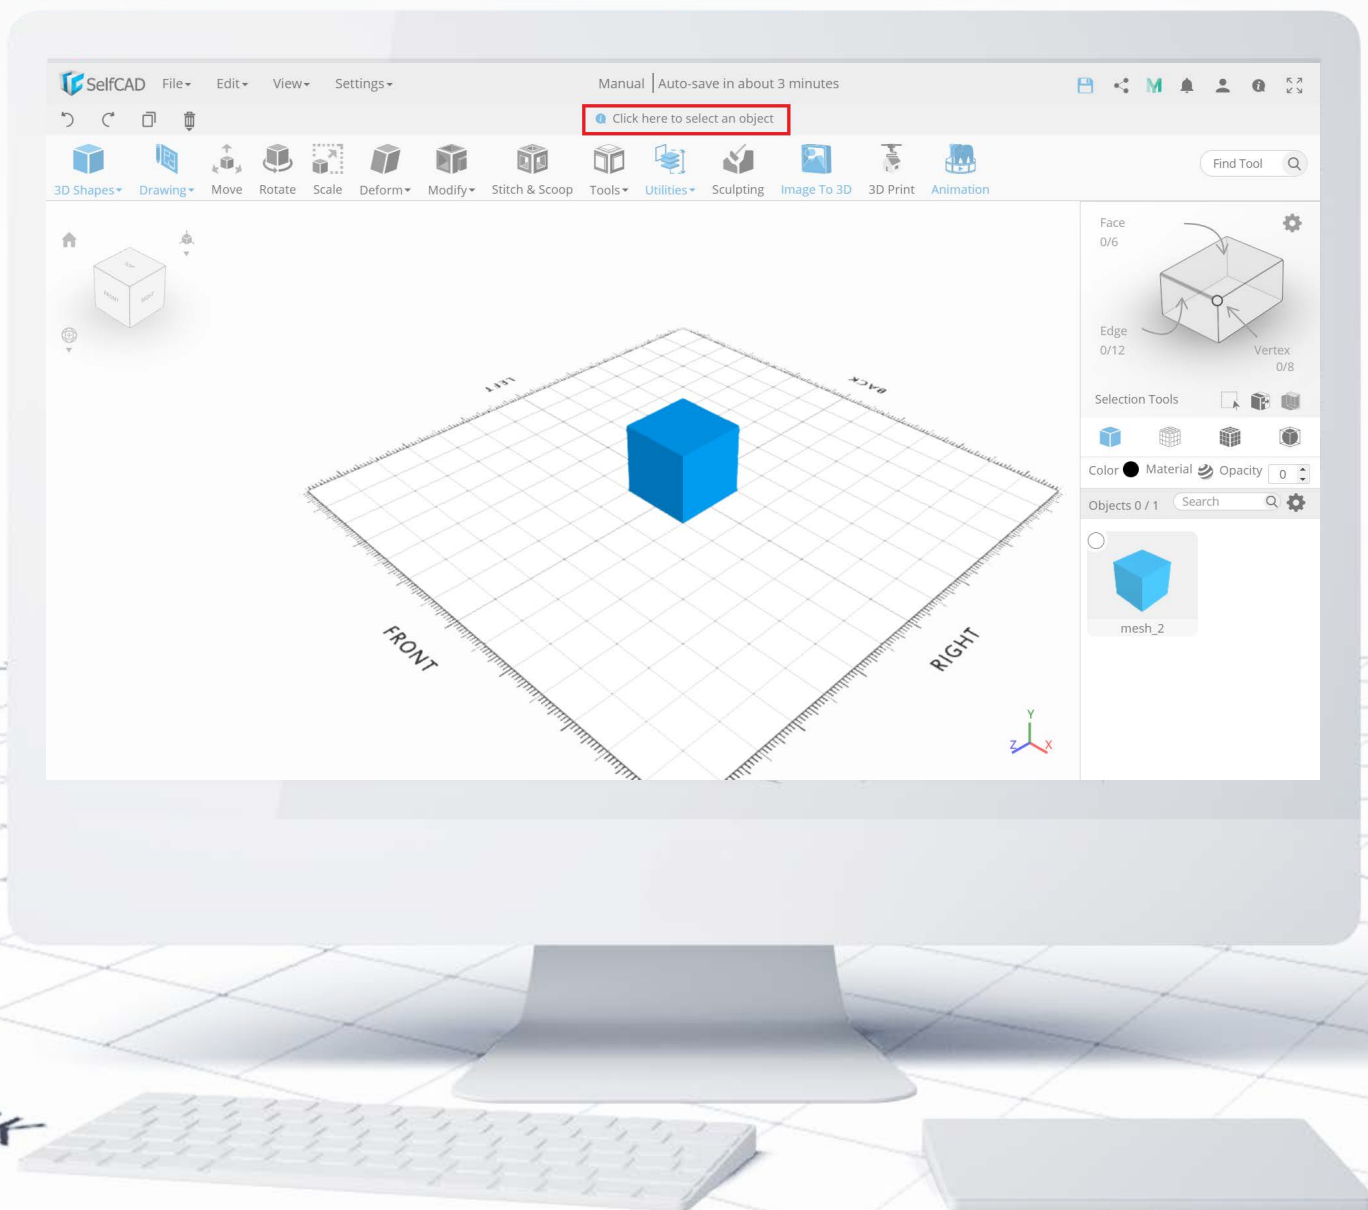 SelfCAD File Edit View Settings Manual Auto-save in about 3 minutes
Click here to select an object
3D Shapes Drawing Move Rotate Scale Deform Modify Stitch & Scoop Tools Utilities Sculpting Image To 3D 3D Print Animation Find Tool
Face
0/6
TOP
FRONT RIGHT
Edge
0/12
Vertex
0/8
LEFT BACK
Selection Tools
Color Material Opacity 0
Objects 0 / 1 Search
mesh_2
FRONT RIGHT
Y
Z X